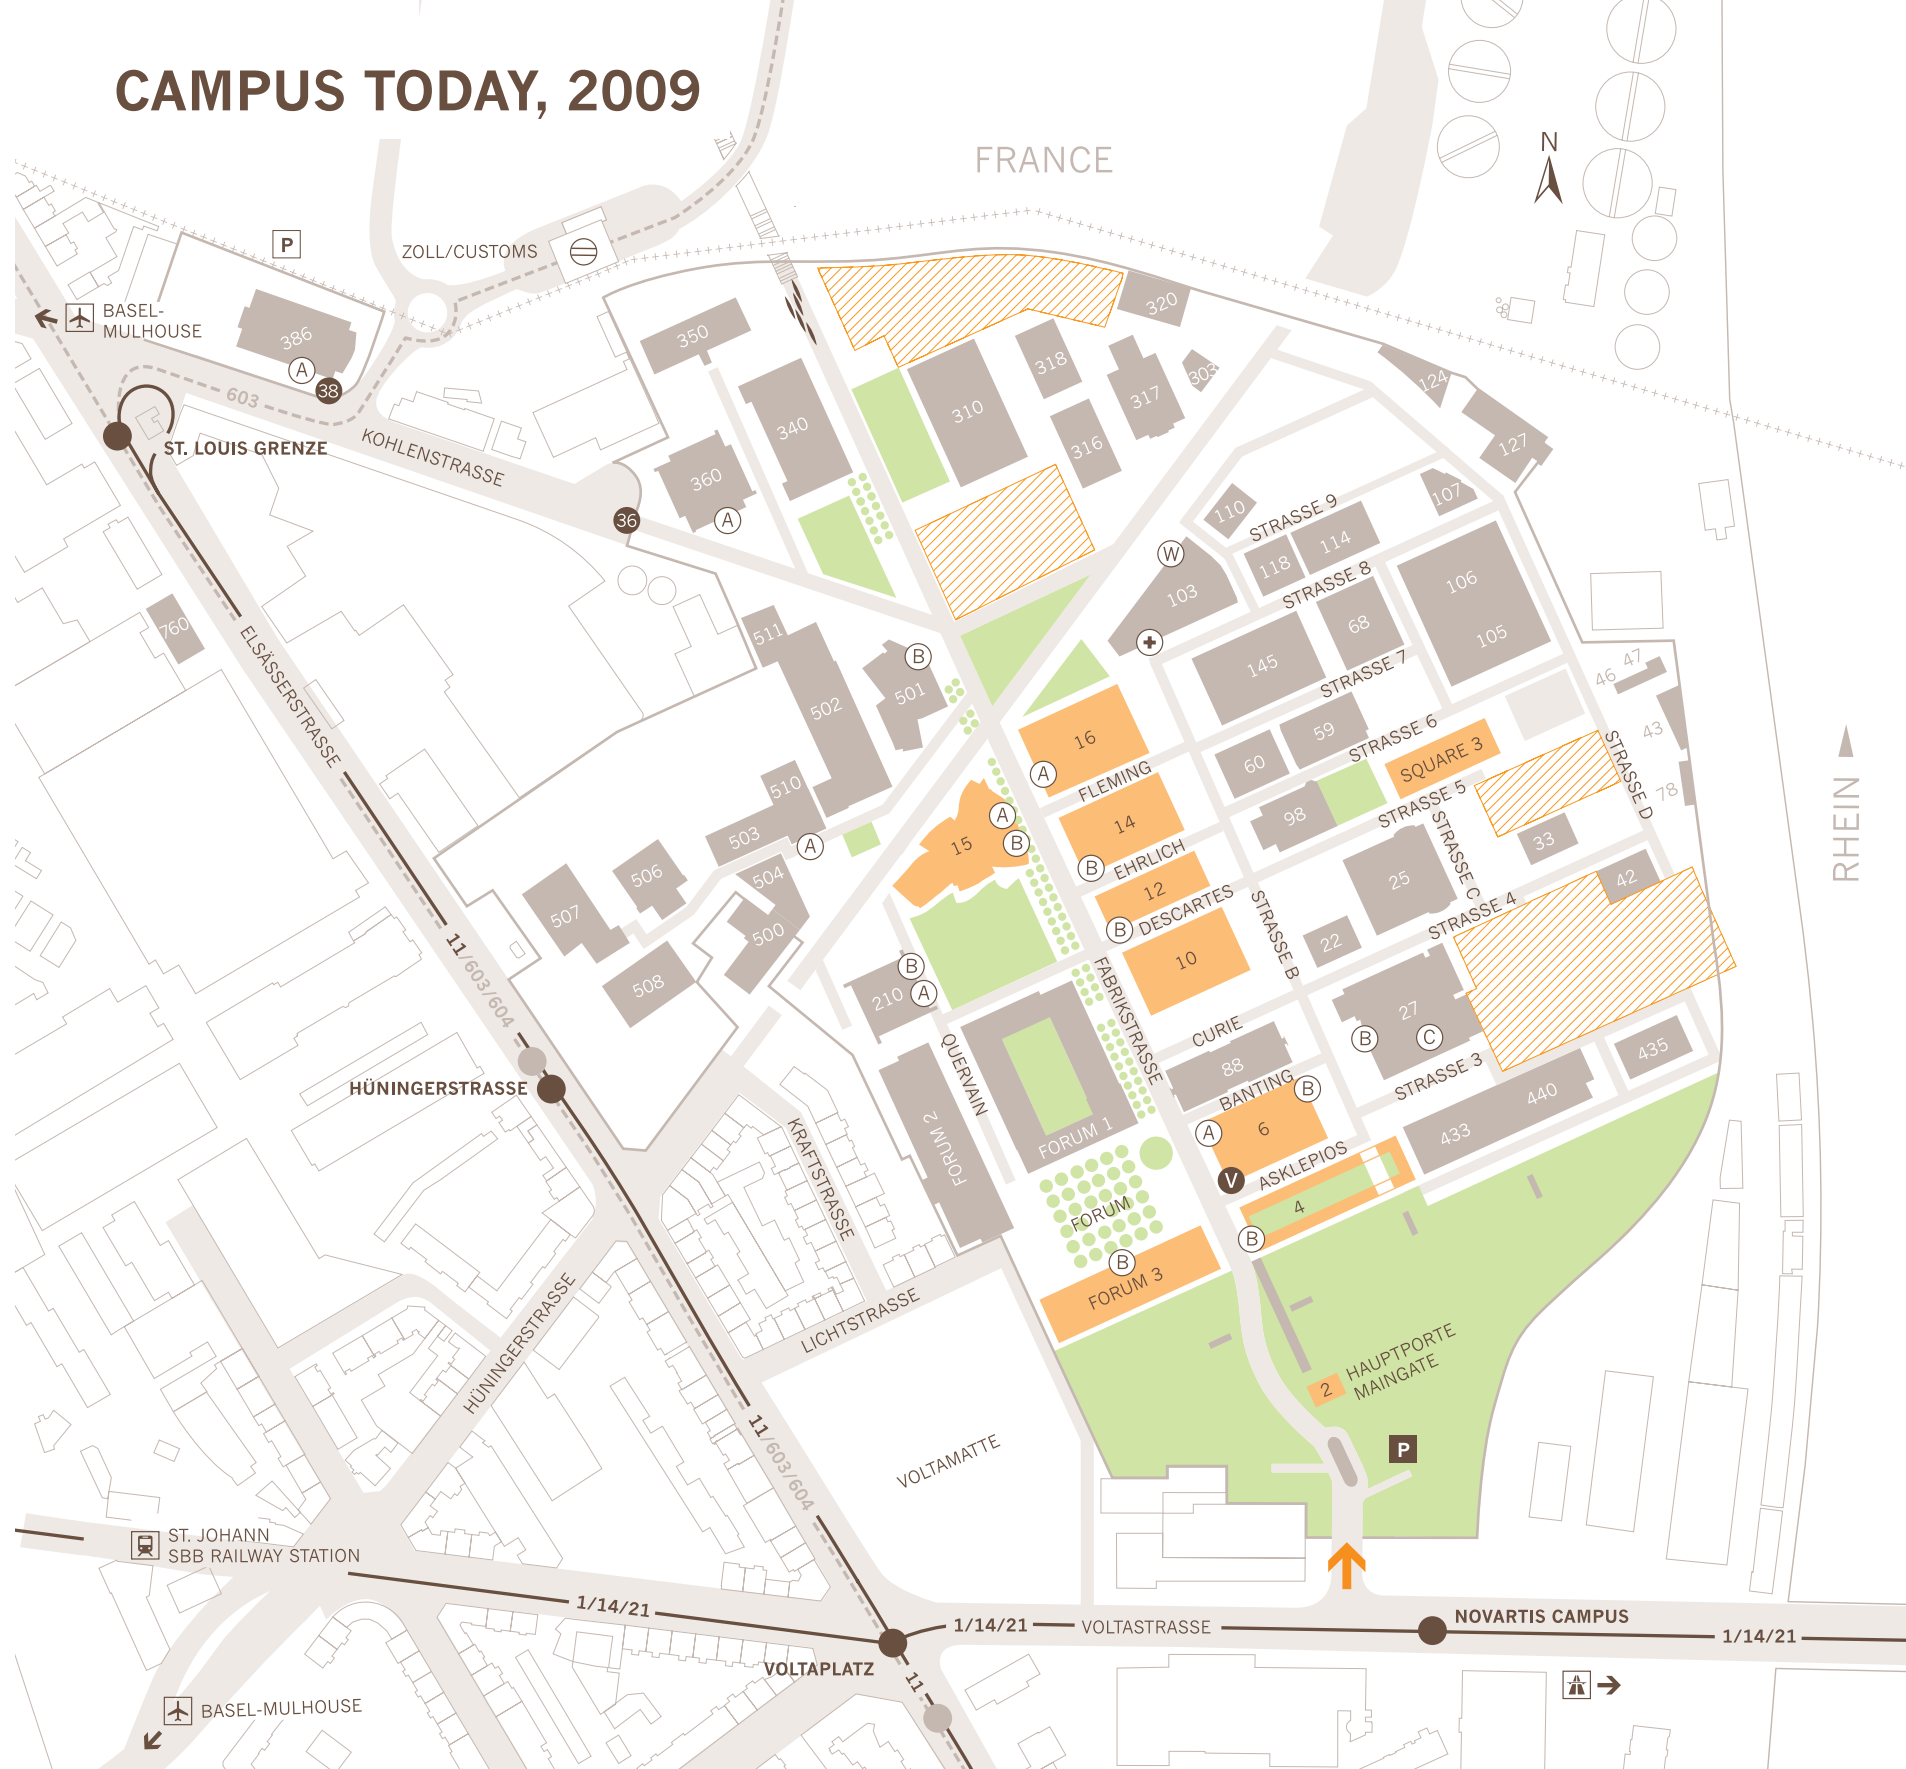 CAMPUS TODAY, 2009
FRANCE
N
P
ZOLL/CUSTOMS
BASEL-
MULHOUSE
386
A
38
603
ST. LOUIS GRENZE
KOHLENSTRASSE
36
350
340
360
A
320
318
310
317
303
316
124
127
107
110
STRASSE 9
114
118
STRASSE 8
W
103
106
105
68
145
STRASSE 7
59
60
STRASSE 6
SQUARE 3
STRASSE 5
98
46
47
43
78
STRASSE D
STRASSE C
33
42
25
22
STRASSE 4
STRASSE B
27
B
C
STRASSE 3
435
440
433
RHEIN
760
ELSÄSSERSTRASSE
511
502
B
501
510
503
A
504
506
507
500
508
16
A
FLEMING
14
B
EHRLICH
12
B
DESCARTES
10
15
A
B
FABRIKSTRASSE
CURIE
88
BANTING
B
A
6
V
ASKLEPIOS
4
B
B
210
A
QUERVAIN
FORUM 1
FORUM 2
FORUM
B
FORUM 3
11/603/604
HÜNINGERSTRASSE
KRAFTSTRASSE
LICHTSTRASSE
HÜNINGERSTRASSE
11/603/604
VOLTAMATTE
HAUPTPORTE
MAINGATE
2
P
ST. JOHANN
SBB RAILWAY STATION
1/14/21
1/14/21
VOLTASTRASSE
NOVARTIS CAMPUS
1/14/21
VOLTAPLATZ
11
BASEL-MULHOUSE